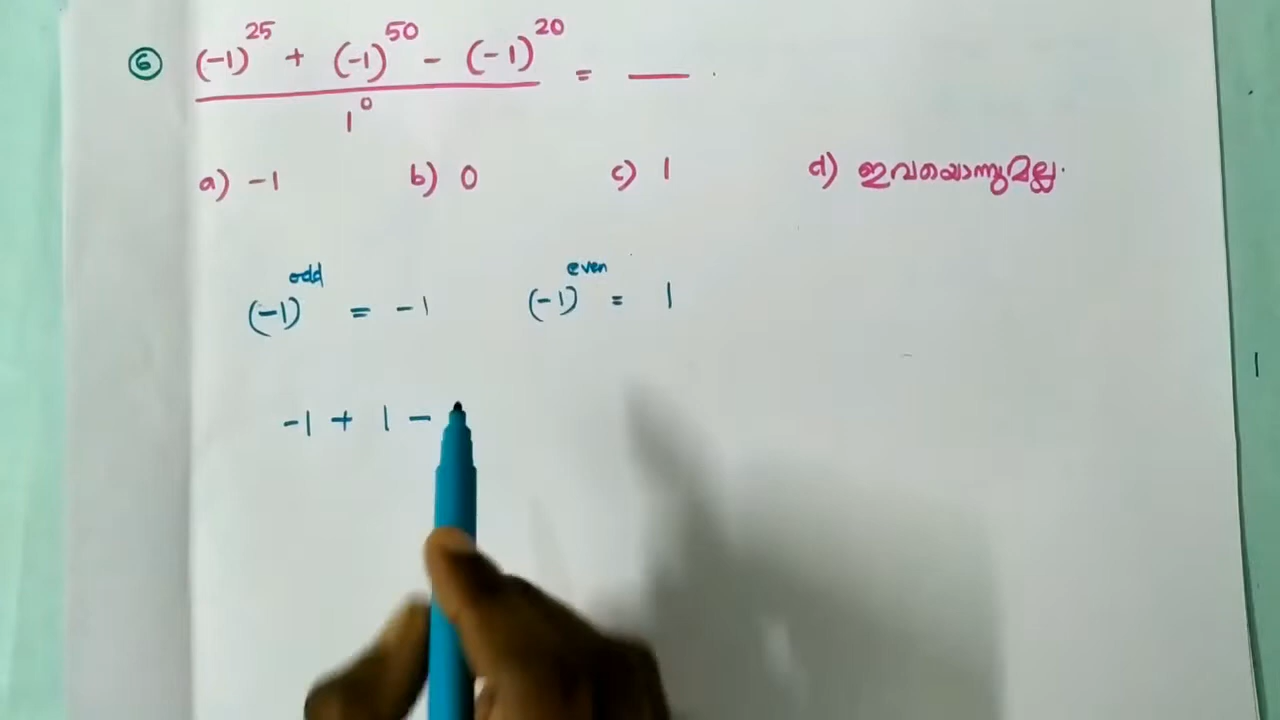 ⑥ (-1)^25 + (-1)^50 - (-1)^20 = ___ .
1^0
a) -1 b) 0 c) 1 d) ഇവയൊന്നുമല്ല.
(-1)^odd = -1 (-1)^even = 1
-1 + 1 -